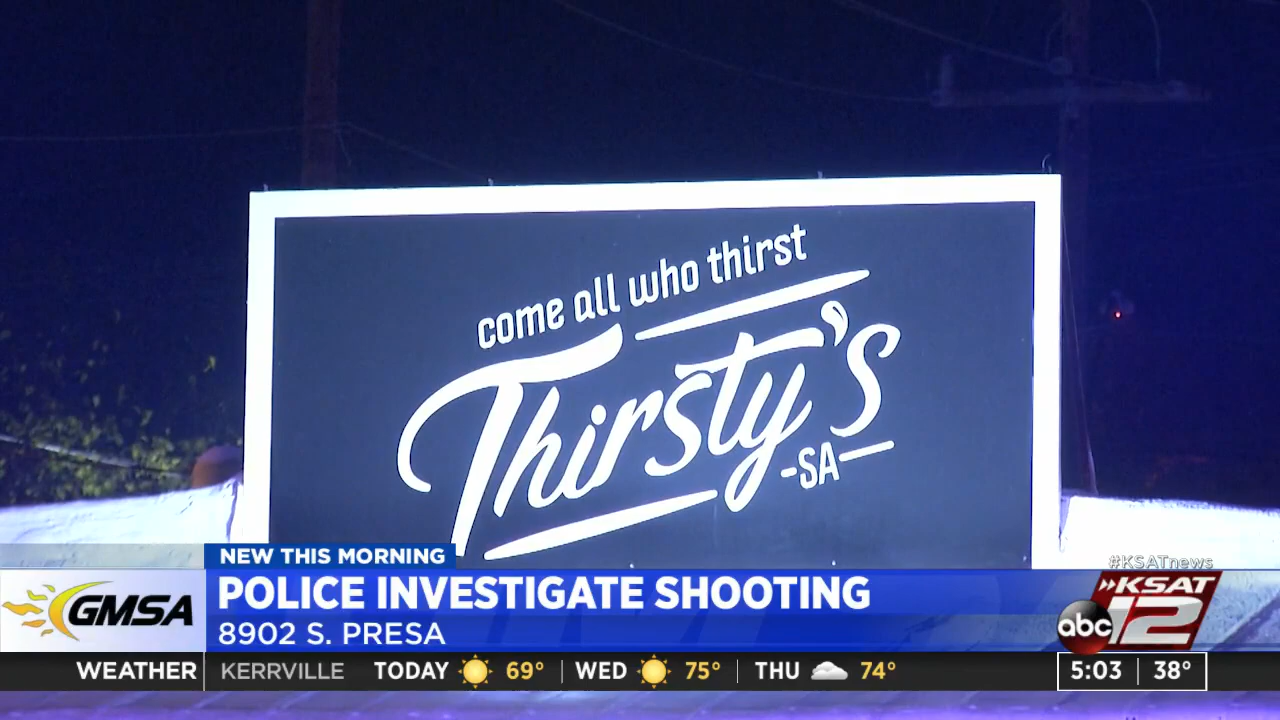 come all who thirst
Thirsty's
-SA-
#KSATnews
NEW THIS MORNING
POLICE INVESTIGATE SHOOTING
8902 S. PRESA
GMSA
abc KSAT 12
WEATHER KERRVILLE TODAY 69° WED 75° THU 74° 5:03 38°